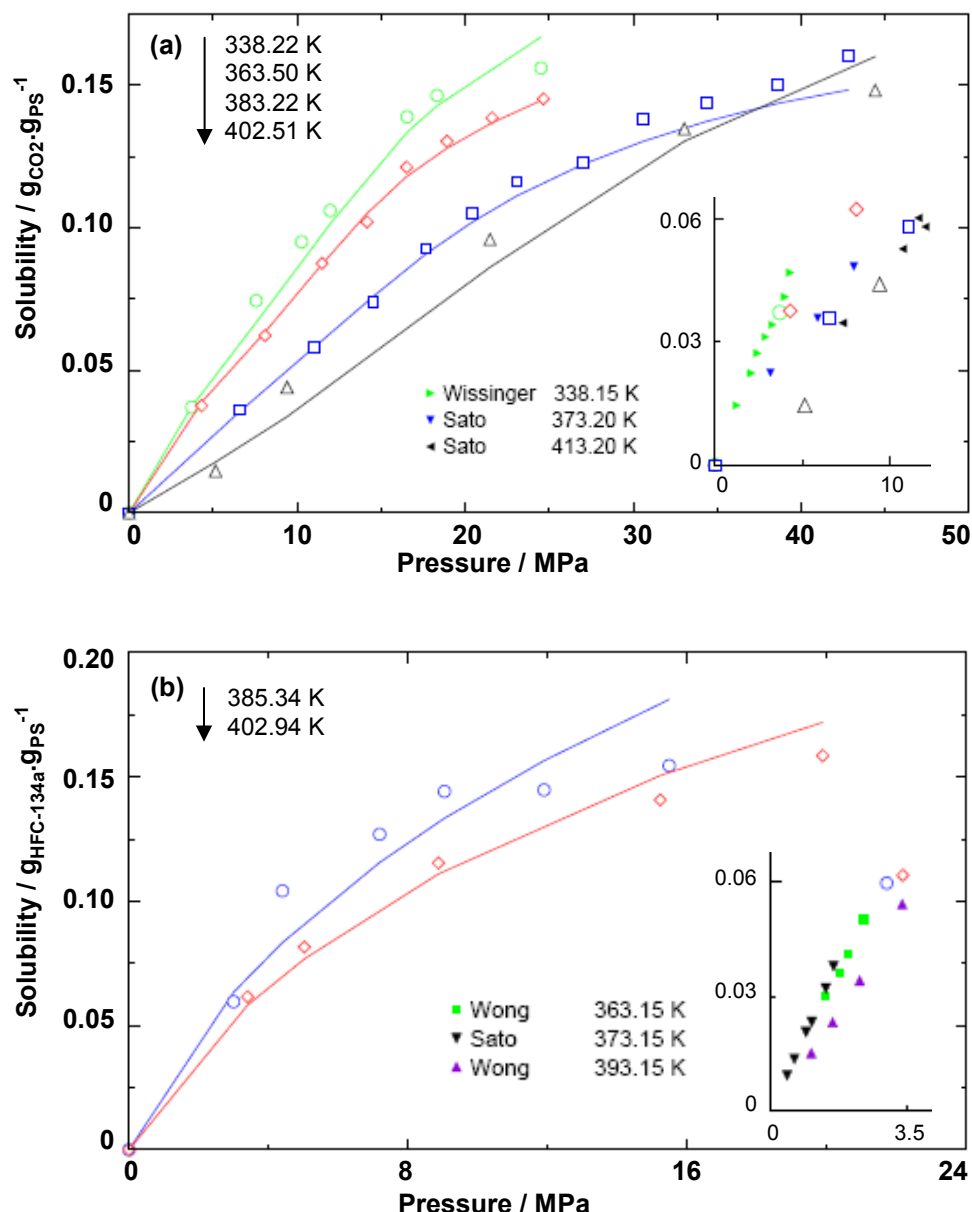 (a)
338.22 K
363.50 K
383.22 K
402.51 K
0.15
0.10
0.05
0
Solubility / gCO2·gPS-1
0.06
0.03
0
0 10
Wissinger 338.15 K
Sato 373.20 K
Sato 413.20 K
0 10 20 30 40 50
Pressure / MPa
0.20
(b)
385.34 K
402.94 K
0.15
0.10
0.05
0
Solubility / gHFC-134a·gPS-1
0.06
0.03
0
0 3.5
Wong 363.15 K
Sato 373.15 K
Wong 393.15 K
0 8 16 24
Pressure / MPa